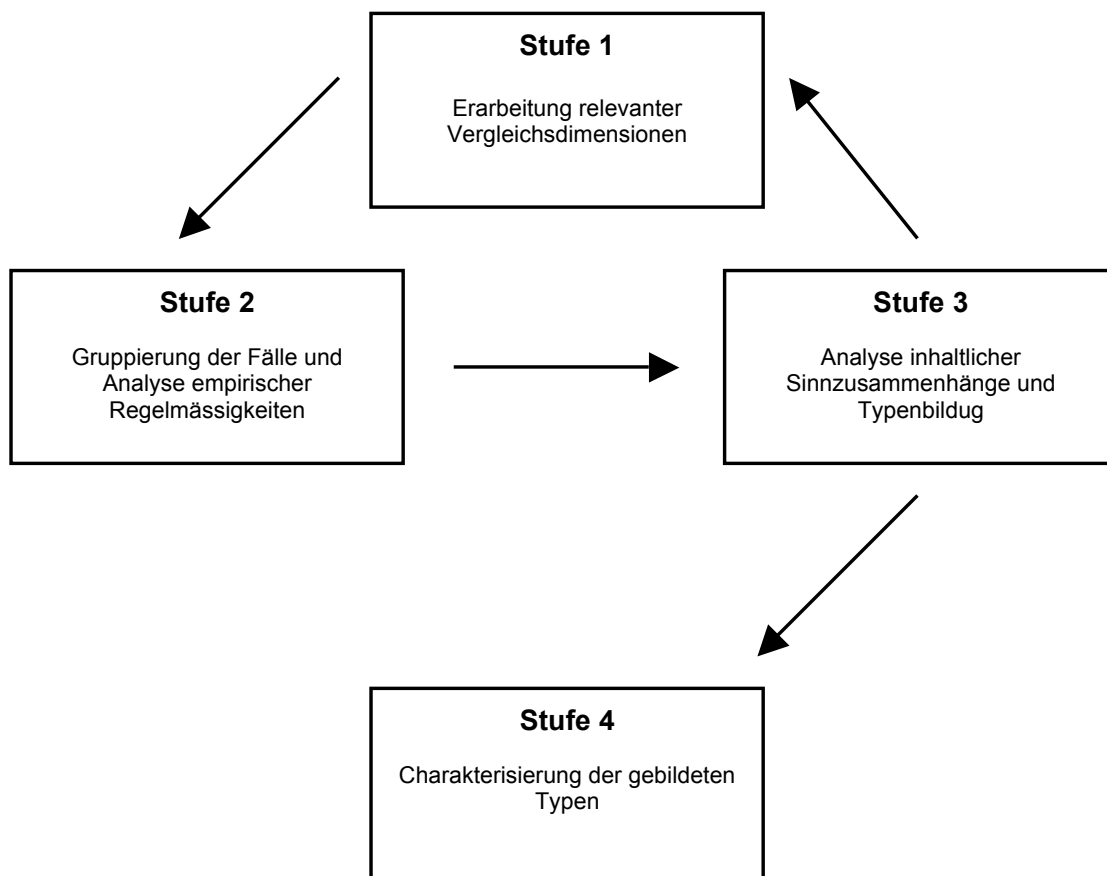 Stufe 1
Erarbeitung relevanter
Vergleichsdimensionen
Stufe 2
Gruppierung der Fälle und
Analyse empirischer
Regelmässigkeiten
Stufe 3
Analyse inhaltlicher
Sinnzusammenhänge und
Typenbildug
Stufe 4
Charakterisierung der gebildeten
Typen